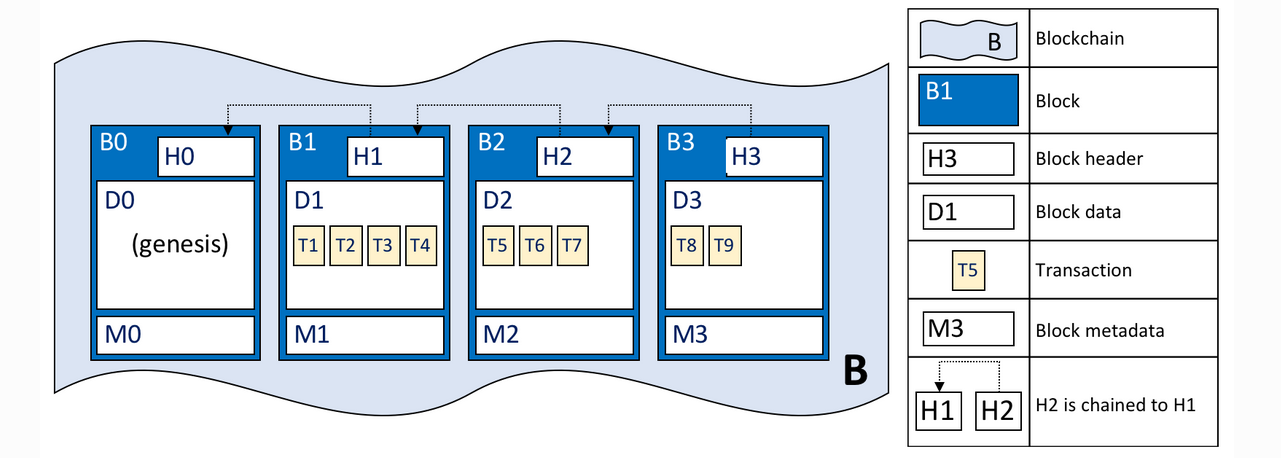 B0 H0
D0
(genesis)
M0
B1 H1
D1
T1 T2 T3 T4
M1
B2 H2
D2
T5 T6 T7
M2
B3 H3
D3
T8 T9
M3
B
B Blockchain
B1 Block
H3 Block header
D1 Block data
T5 Transaction
M3 Block metadata
H1 H2 H2 is chained to H1